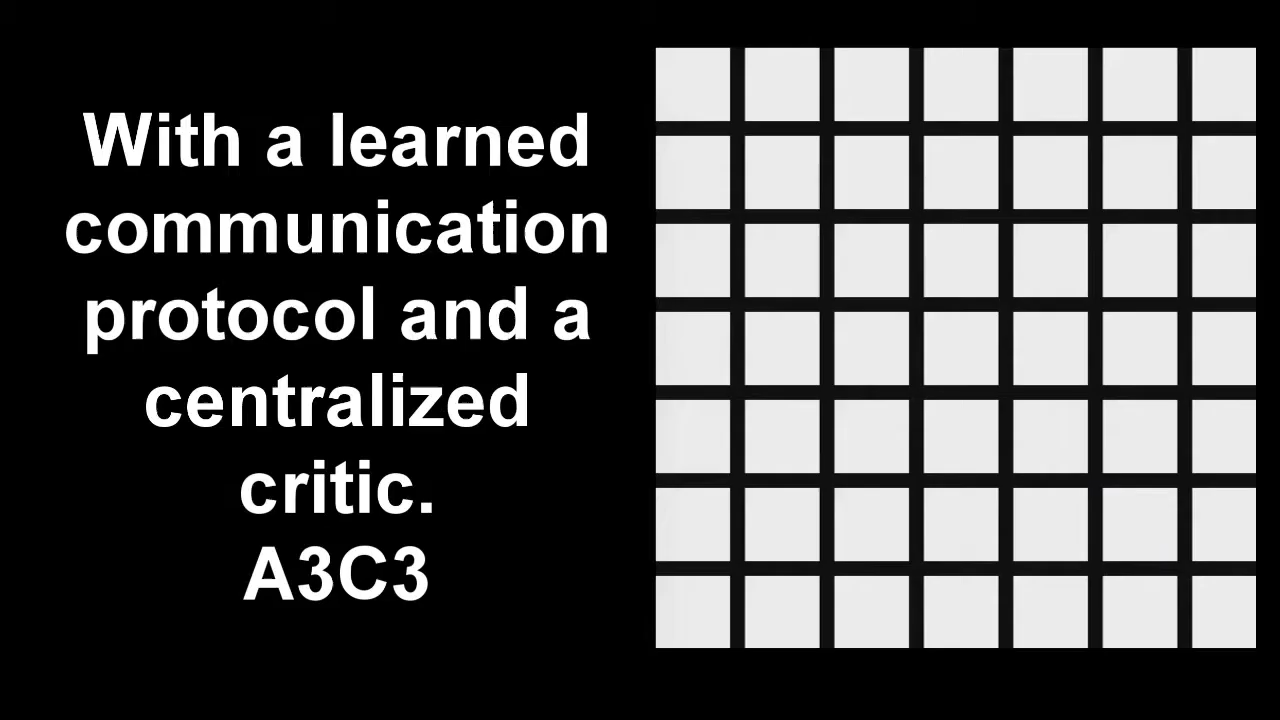 With a learned
communication
protocol and a
centralized
critic.
A3C3